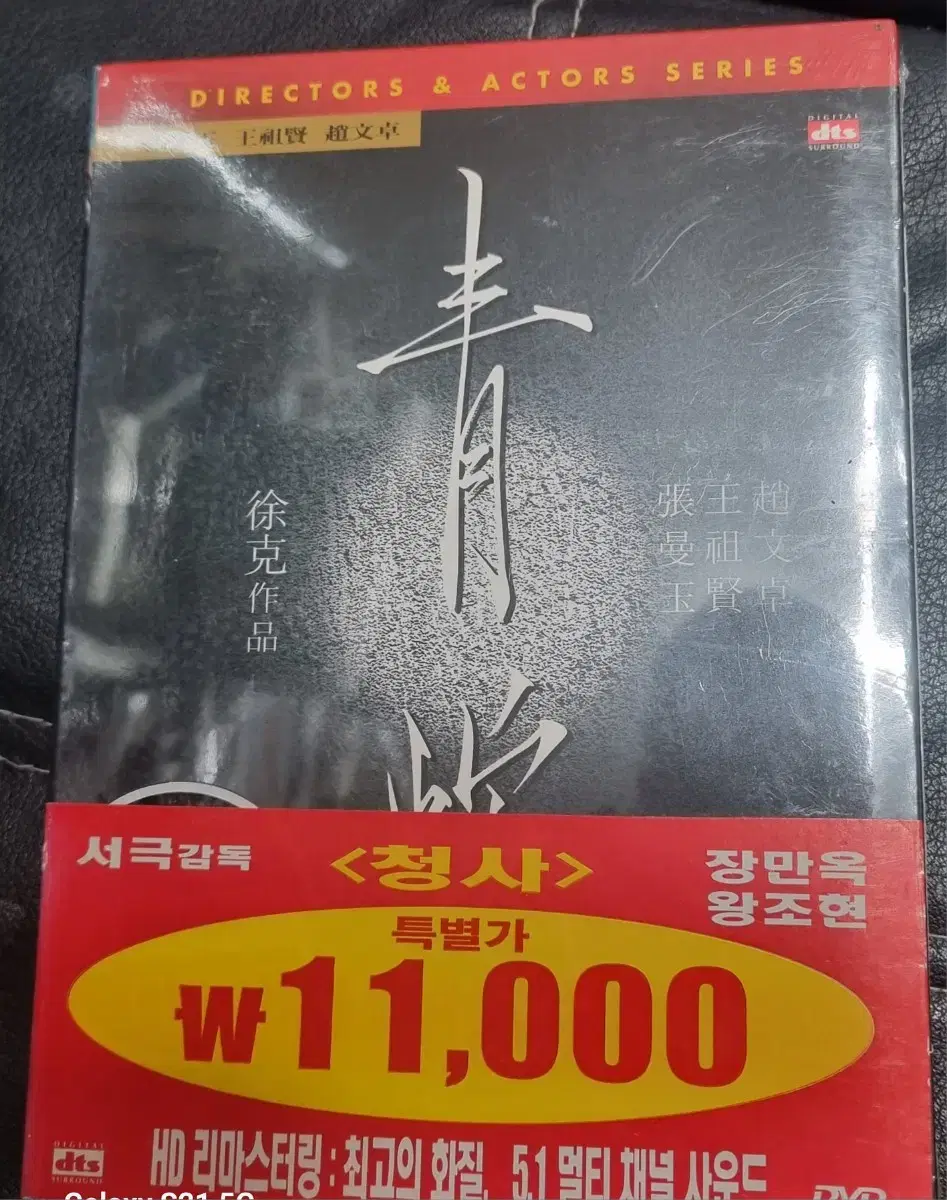 DIRECTORS & ACTORS SERIES
王祖賢 趙文卓
DIGITAL
dts
SURROUND
青
徐克作品
張曼玉
王祖賢
趙文卓
서극감독
<청사>
장만옥
왕조현
특별가
₩11,000
HD 리마스터링 : 최고의 화질, 5.1 멀티 채널 사운드
DIGITAL
dts
SURROUND
Galaxy S21 5G